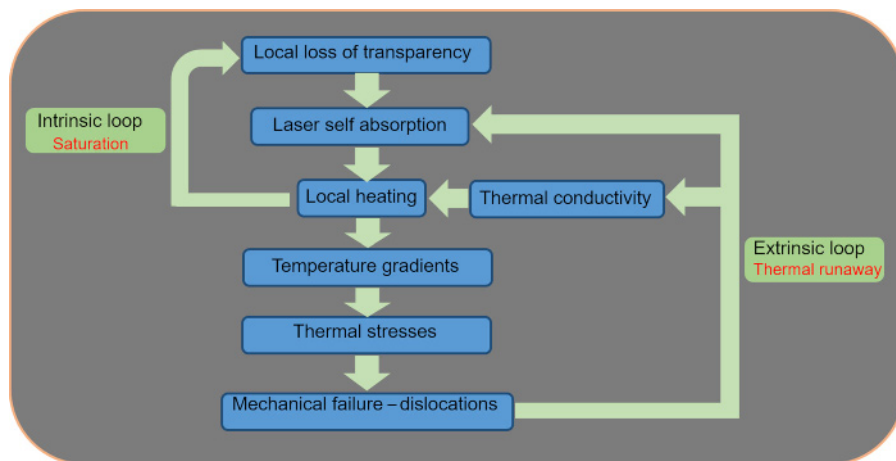 Local loss of transparency
Intrinsic loop
Saturation
Laser self absorption
Local heating
Thermal conductivity
Temperature gradients
Extrinsic loop
Thermal runaway
Thermal stresses
Mechanical failure – dislocations